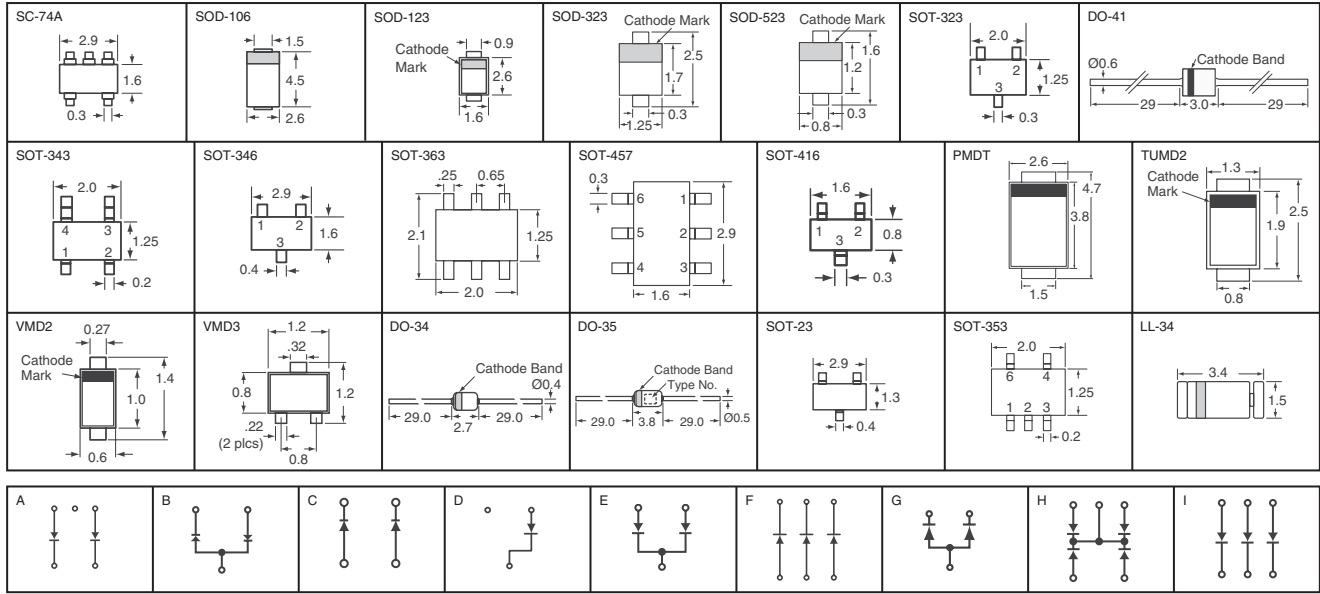 SC-74A
2.9
1.6
0.3
SOD-106
1.5
4.5
2.6
SOD-123
Cathode
Mark
0.9
2.6
1.6
SOD-323
Cathode Mark
2.5
1.7
0.3
1.25
SOD-523
Cathode Mark
1.6
1.2
0.3
0.8
SOT-323
2.0
1 2
3
1.25
0.3
DO-41
Ø0.6
Cathode Band
29 3.0 29
SOT-343
2.0
4 3
1 2
1.25
0.2
SOT-346
2.9
1 2
3
1.6
0.4
SOT-363
.25 0.65
2.1
1.25
2.0
SOT-457
0.3
6 1
5 2
4 3
2.9
1.6
SOT-416
1.6
1 2
3
0.8
0.3
PMDT
2.6
4.7
3.8
1.5
TUMD2
1.3
Cathode
Mark
2.5
1.9
0.8
VMD2
0.27
Cathode
Mark
1.4
1.0
0.6
VMD3
1.2
.32
0.8
1.2
.22
(2 plcs)
0.8
DO-34
Cathode Band
Ø0.4
29.0 29.0
2.7
DO-35
Cathode Band
Type No.
29.0 3.8 29.0
Ø0.5
SOT-23
2.9
1.3
0.4
SOT-353
2.0
6 4
1.25
1 2 3
0.2
LL-34
3.4
1.5
A B C D E F G H I